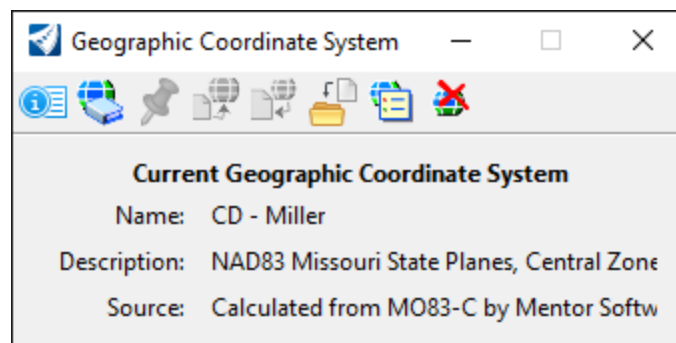 Geographic Coordinate System
Current Geographic Coordinate System
Name: CD - Miller
Description: NAD83 Missouri State Planes, Central Zone
Source: Calculated from MO83-C by Mentor Softw